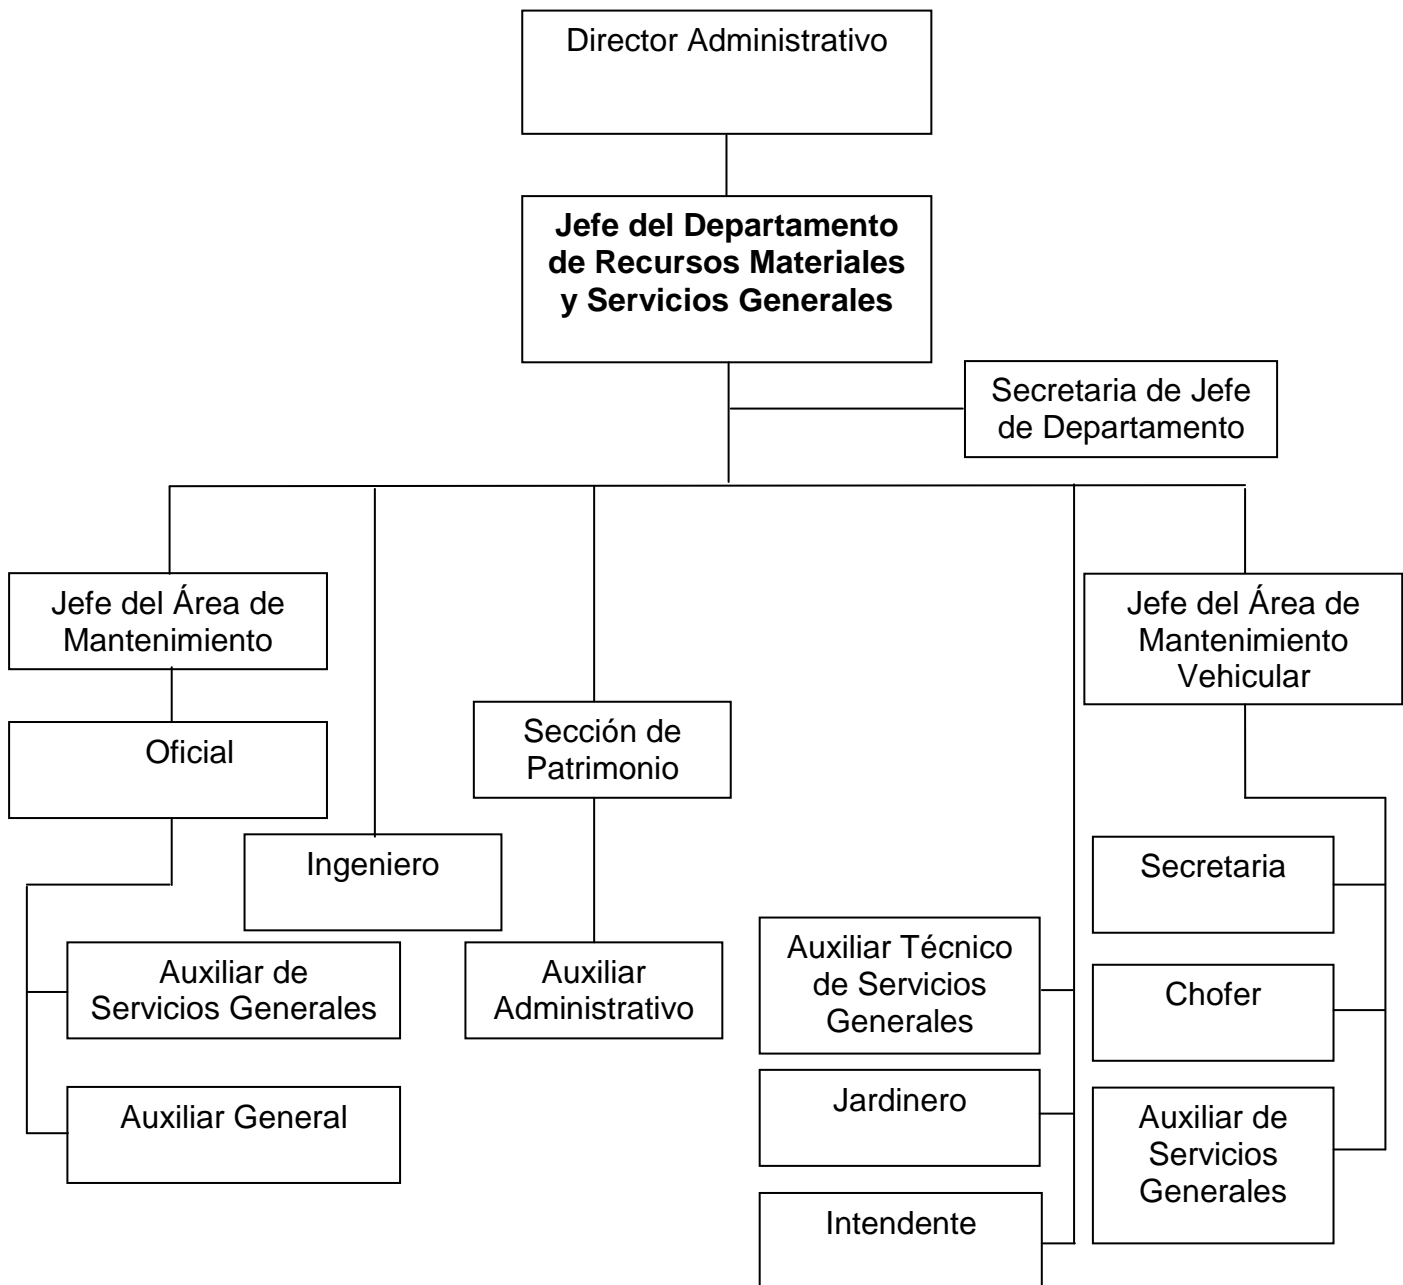 Director Administrativo
Jefe del Departamento
de Recursos Materiales
y Servicios Generales
Secretaria de Jefe
de Departamento
Jefe del Área de
Mantenimiento
Jefe del Área de
Mantenimiento
Vehicular
Oficial
Sección de
Patrimonio
Ingeniero
Secretaria
Auxiliar de
Servicios Generales
Auxiliar
Administrativo
Auxiliar Técnico
de Servicios
Generales
Chofer
Auxiliar General
Jardinero
Auxiliar de
Servicios
Generales
Intendente